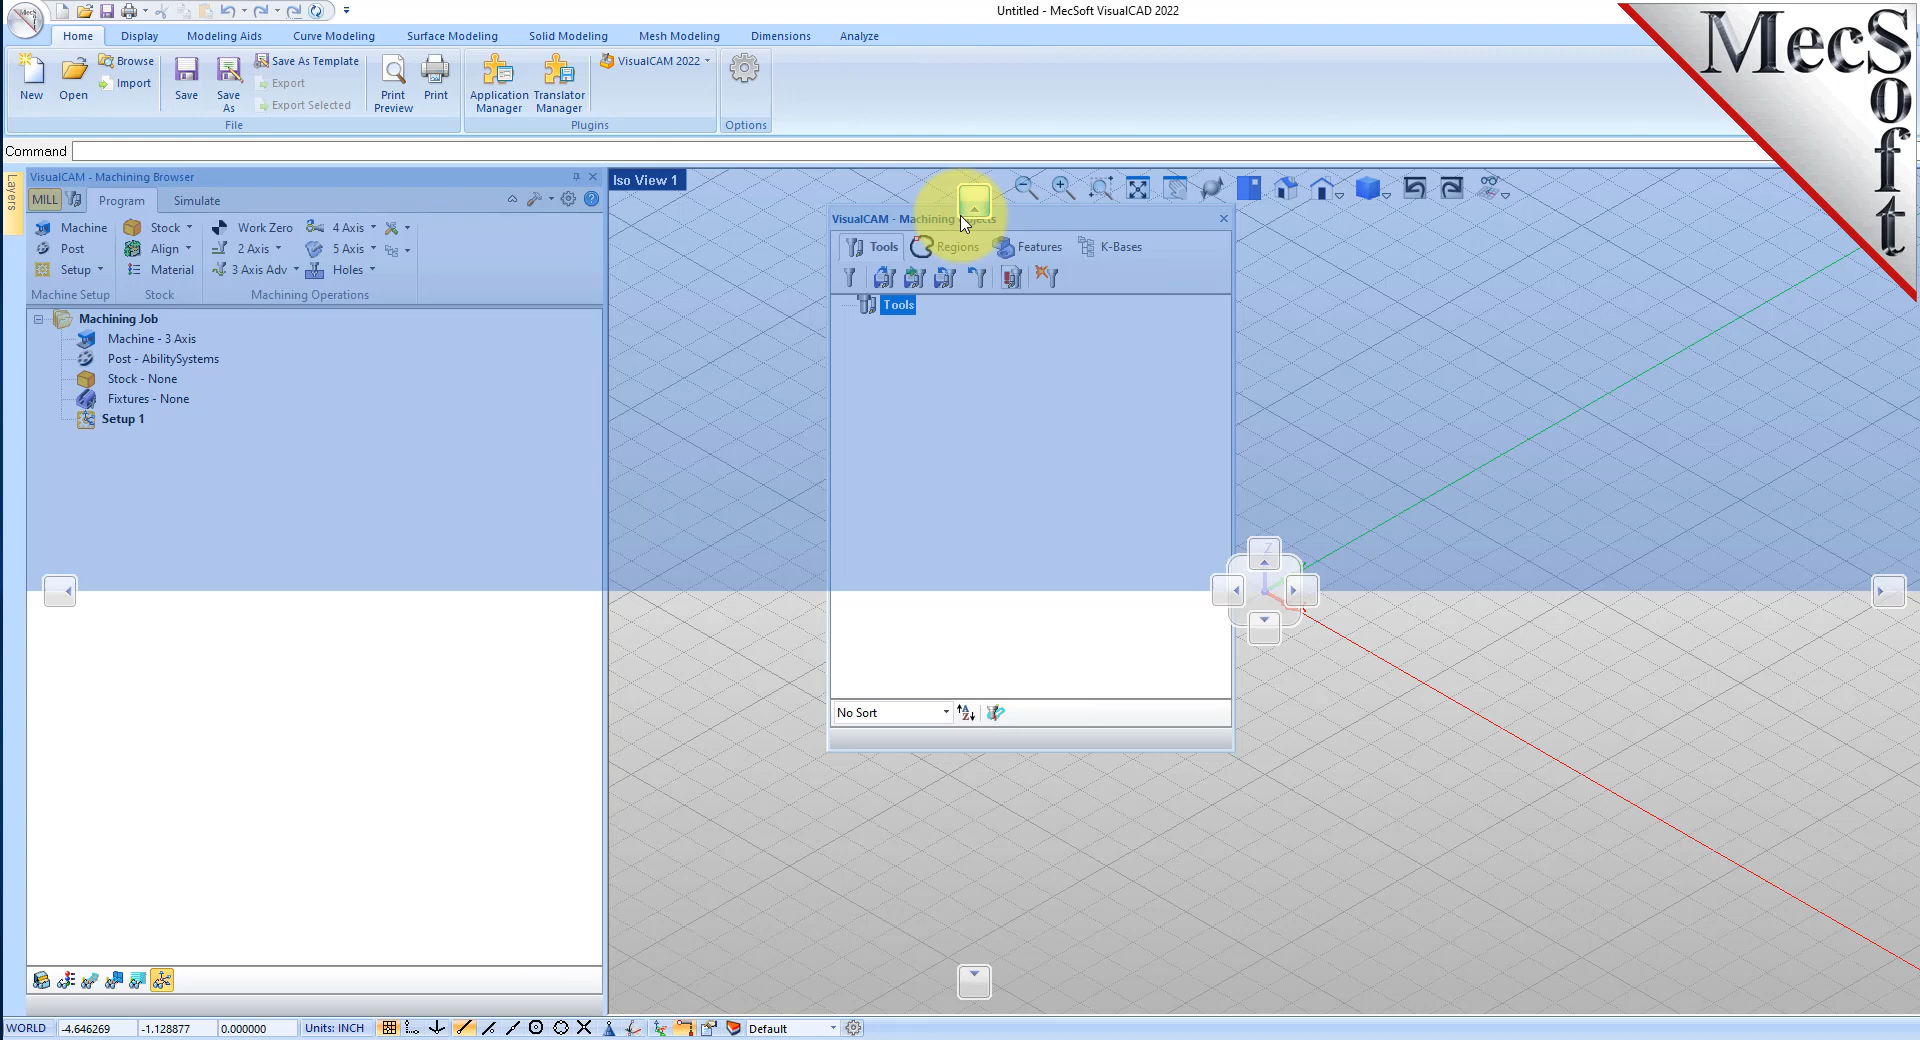 Untitled - MecSoft VisualCAD 2022
Home Display Modeling Aids Curve Modeling Surface Modeling Solid Modeling Mesh Modeling Dimensions Analyze
MecSoft
New
Open
Browse
Import
Save
Save As
Save As Template
Export
Export Selected
Print Preview
Print
Application Manager
Translator Manager
VisualCAM 2022
File
Plugins
Options
Command
Layers
VisualCAM - Machining Browser
MILL Program Simulate
Machine Stock Work Zero 4 Axis
Post Align 2 Axis 5 Axis
Setup Material 3 Axis Adv Holes
Machine Setup Stock Machining Operations
Machining Job
Machine - 3 Axis
Post - AbilitySystems
Stock - None
Fixtures - None
Setup 1
Iso View 1
VisualCAM - Machining Objects
Tools Regions Features K-Bases
Tools
No Sort
Z
WORLD -4.646269 -1.128877 0.000000 Units: INCH Default